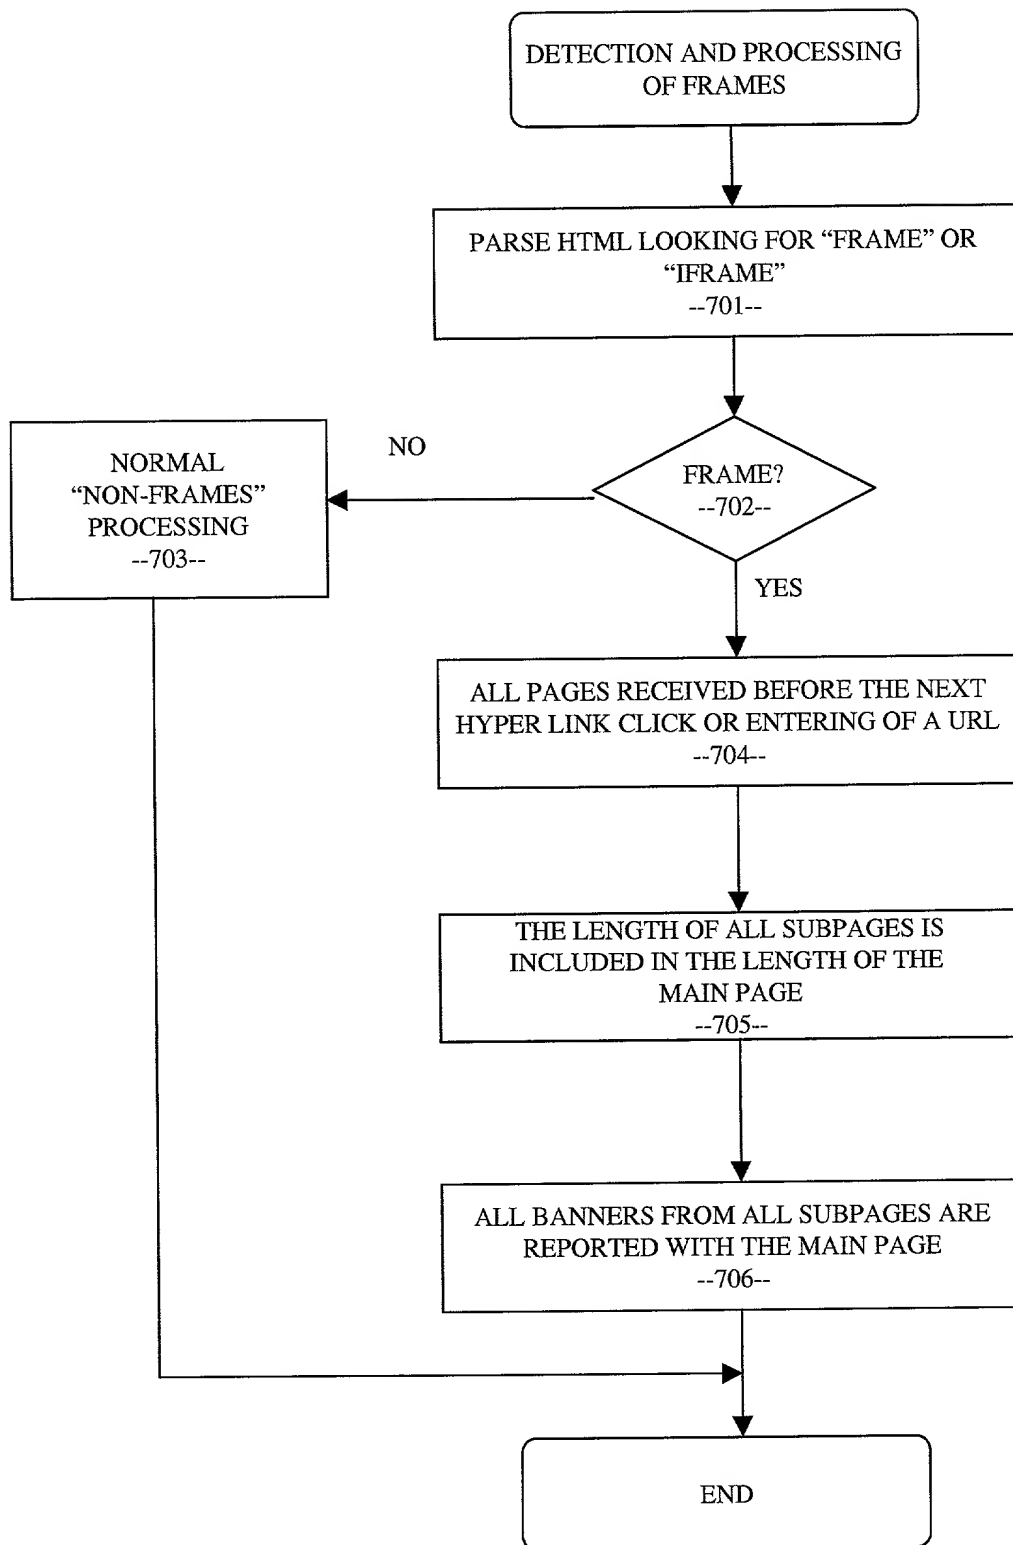 DETECTION AND PROCESSING
OF FRAMES
PARSE HTML LOOKING FOR “FRAME” OR
“IFRAME”
--701--
FRAME?
--702--
NO
NORMAL
“NON-FRAMES”
PROCESSING
--703--
YES
ALL PAGES RECEIVED BEFORE THE NEXT
HYPER LINK CLICK OR ENTERING OF A URL
--704--
THE LENGTH OF ALL SUBPAGES IS
INCLUDED IN THE LENGTH OF THE
MAIN PAGE
--705--
ALL BANNERS FROM ALL SUBPAGES ARE
REPORTED WITH THE MAIN PAGE
--706--
END